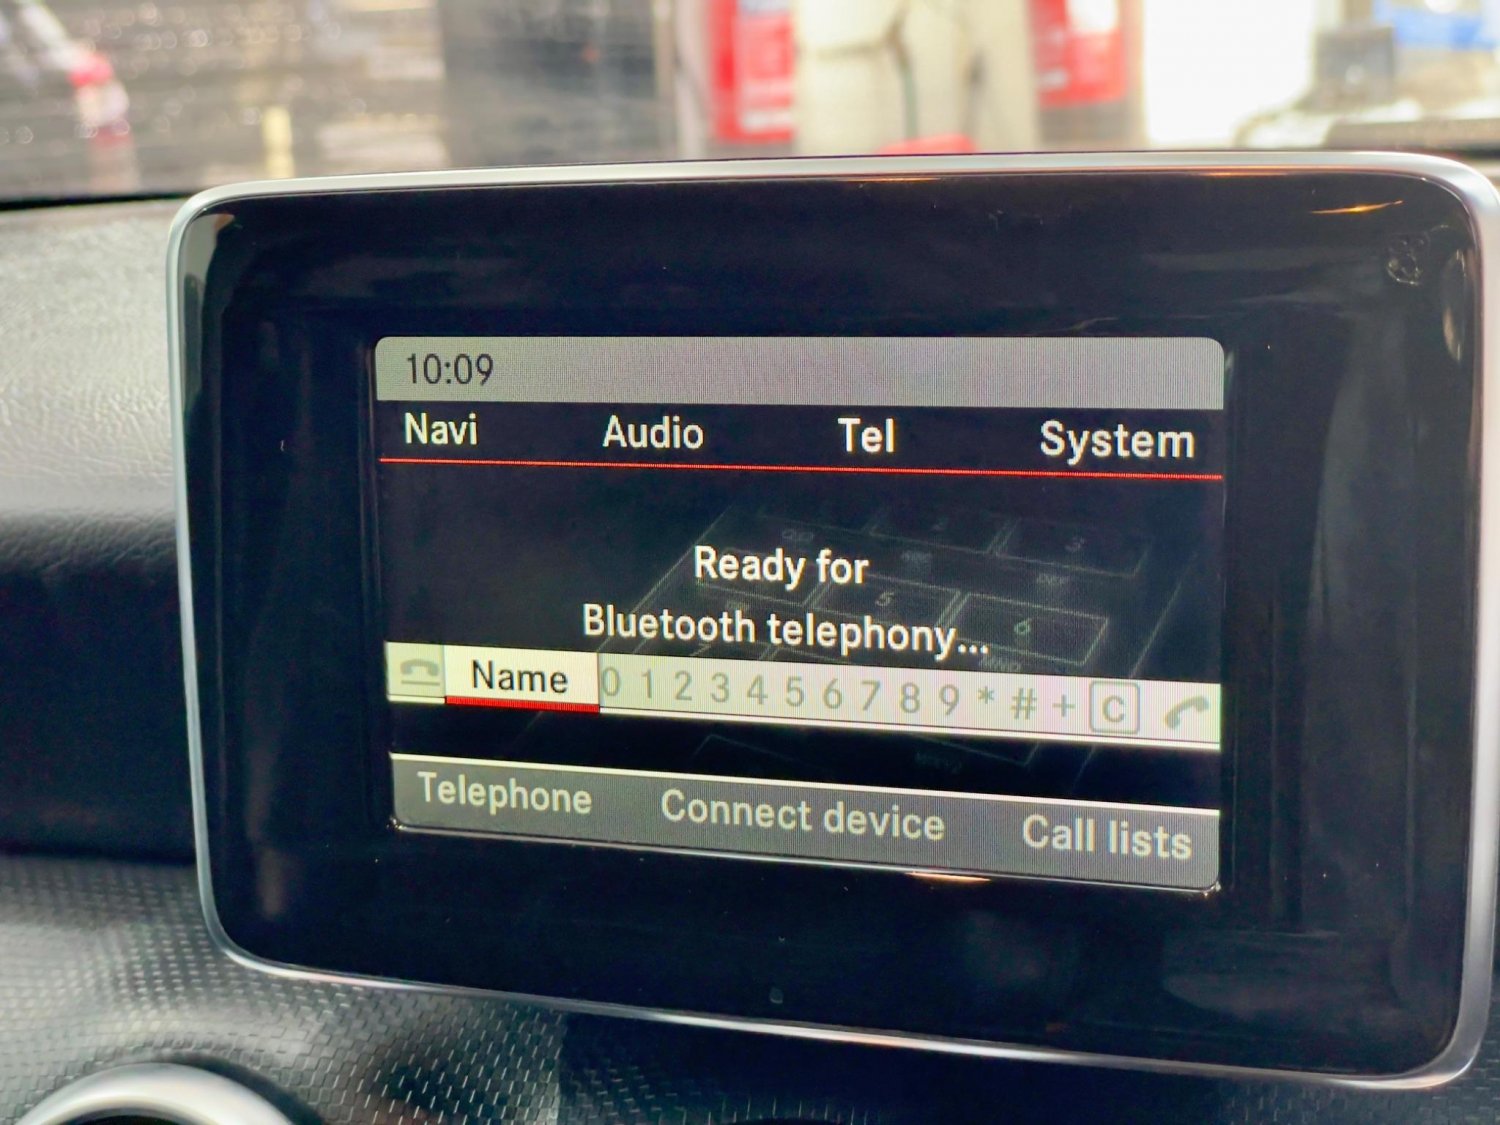 10:09
Navi Audio Tel System
Ready for
Bluetooth telephony...
Name 0 1 2 3 4 5 6 7 8 9 * # + C
Telephone Connect device Call lists